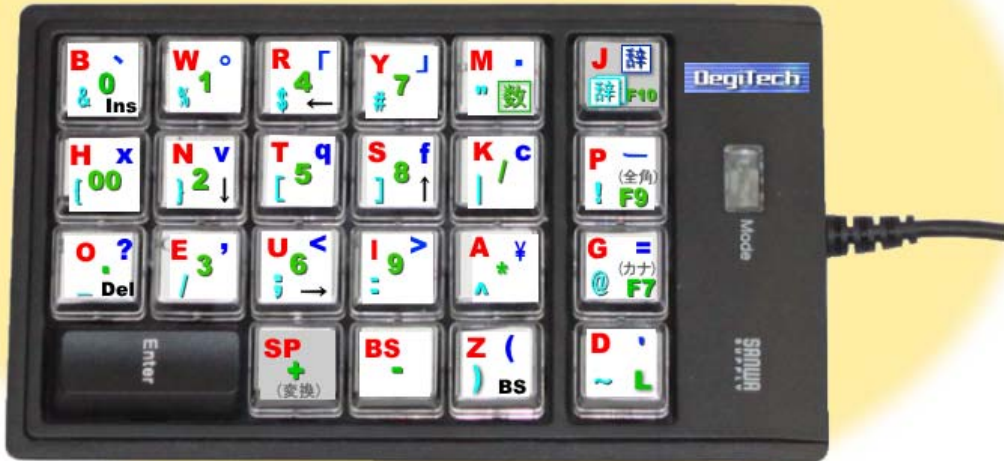 B 、 & 0 Ins
W 。 % 1
R 「 $ 4 ←
Y 」 # 7
M ・ " 数
J 辞 辞 F10
DegiTech
H x { 00
N v } 2 ↓
T q [ 5
S f ] 8 ↑
K c | /
P ー (全角) ! F9
Mode
O ? . _ Del
E , / 3
U < ; 6 →
I > : 9
A ¥ ^ *
G = (カナ) @ F7
Enter
SP + (変換)
BS -
Z ( ) BS
D ' ~ L
SANWA
SUPPLY